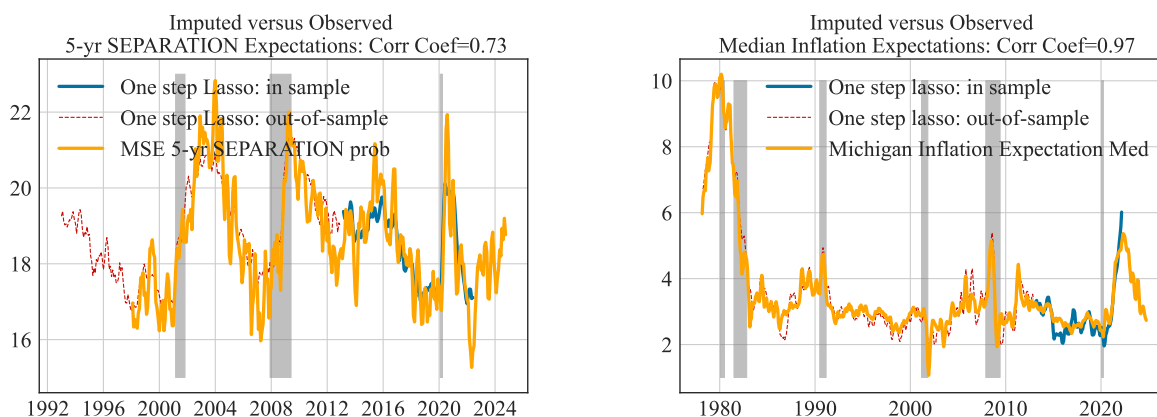 Imputed versus Observed
5-yr SEPARATION Expectations: Corr Coef=0.73
One step Lasso: in sample
One step Lasso: out-of-sample
MSE 5-yr SEPARATION prob
22
20
18
16
1992 1996 2000 2004 2008 2012 2016 2020 2024
Imputed versus Observed
Median Inflation Expectations: Corr Coef=0.97
One step lasso: in sample
One step lasso: out-of-sample
Michigan Inflation Expectation Med
10
8
6
4
2
1980 1990 2000 2010 2020